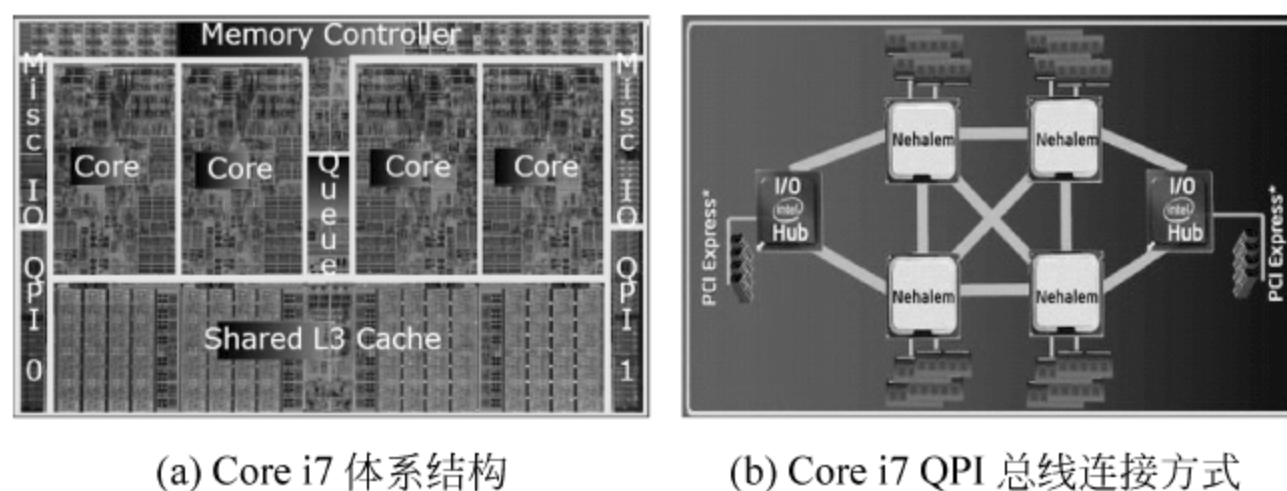 Memory Controller
Misc IO
Core
Core
Queue
Core
Core
Misc IO
QPI 0
Shared L3 Cache
QPI 1
(a) Core i7 体系结构
Nehalem
Nehalem
PCI Express*
I/O
intel
Hub
I/O
intel
Hub
PCI Express*
Nehalem
Nehalem
(b) Core i7 QPI 总线连接方式